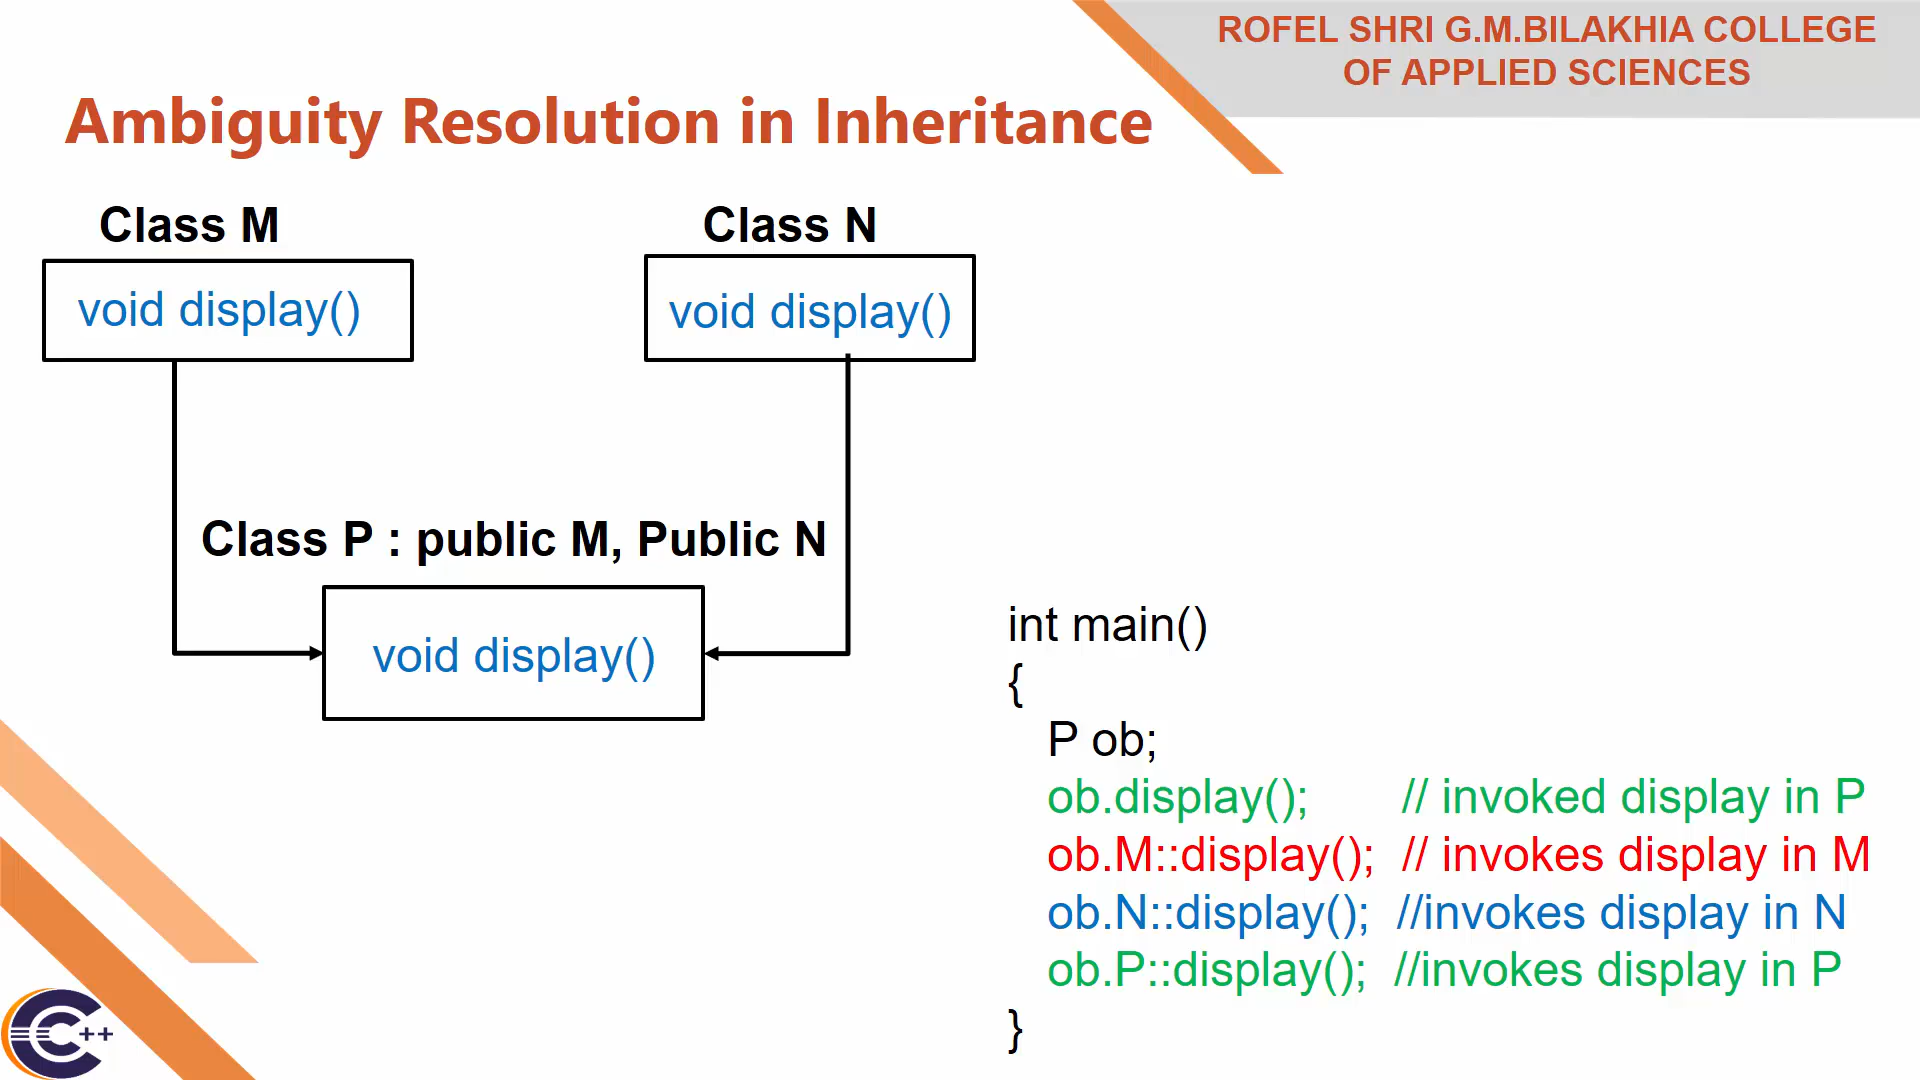 ROFEL SHRI G.M.BILAKHIA COLLEGE
OF APPLIED SCIENCES
Ambiguity Resolution in Inheritance
Class M
Class N
void display()
void display()
Class P : public M, Public N
void display()
int main()
{
P ob;
ob.display(); // invoked display in P
ob.M::display(); // invokes display in M
ob.N::display(); //invokes display in N
ob.P::display(); //invokes display in P
}
C++